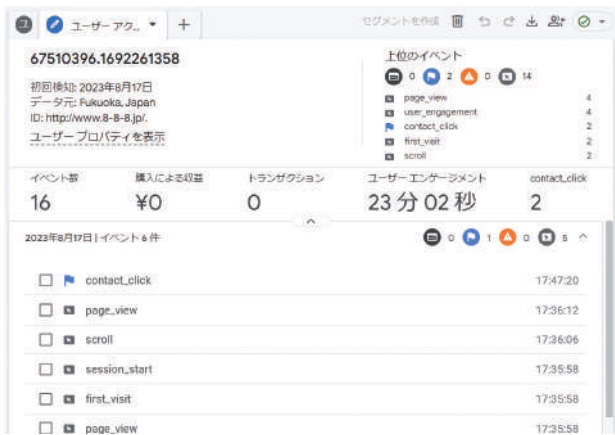 ユ ユーザー アク... +
セグメントを作成
67510396.1692261358
初回検知: 2023年8月17日
データ元: Fukuoka, Japan
ID: http://www.8-8-8.jp/.
ユーザー プロパティを表示
上位のイベント
0 2 0 14
page_view 4
user_engagement 4
contact_click 2
first_visit 2
scroll 2
イベント数 購入による収益 トランザクション ユーザー エンゲージメント contact_click
16 ¥0 0 23 分 02 秒 2
2023年8月17日 | イベント 6 件 0 1 0 5
contact_click 17:47:20
page_view 17:36:12
scroll 17:36:06
session_start 17:35:58
first_visit 17:35:58
page_view 17:35:58